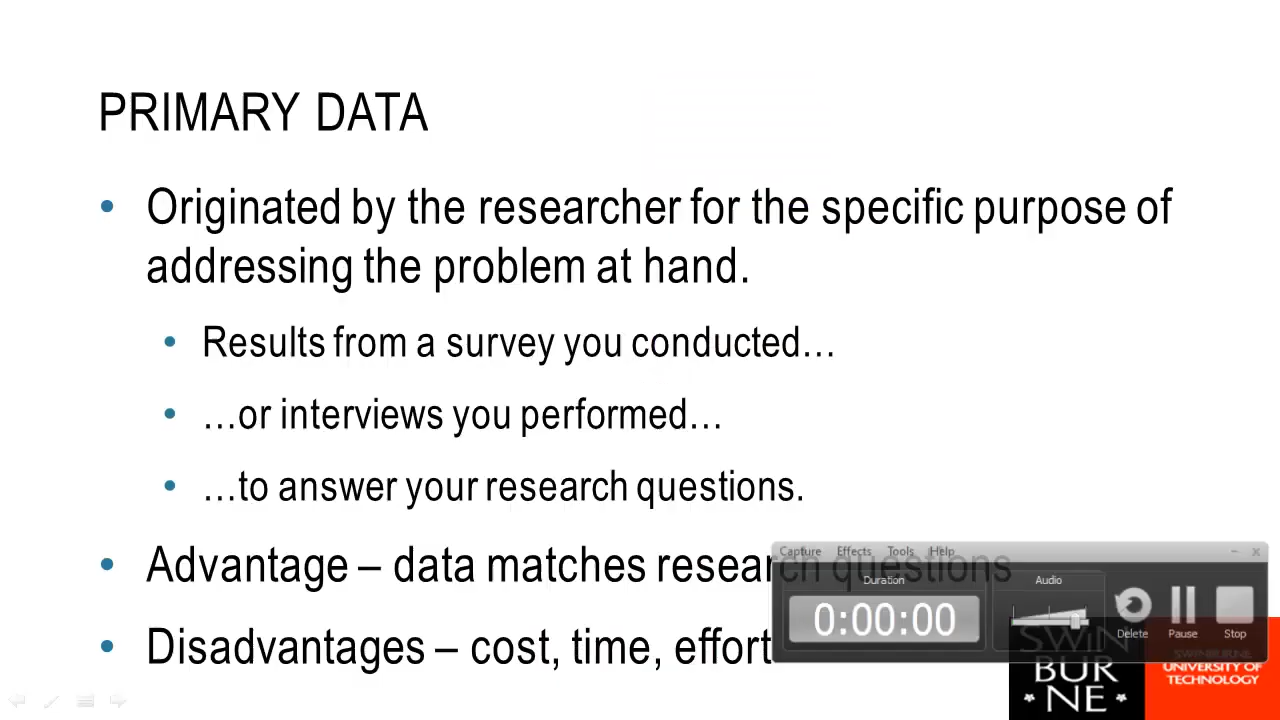 PRIMARY DATA
• Originated by the researcher for the specific purpose of
addressing the problem at hand.
• Results from a survey you conducted…
• …or interviews you performed…
• …to answer your research questions.
• Advantage – data matches research questions
• Disadvantages – cost, time, effort
Capture Effects Tools Help
Duration
Audio
0:00:00
Delete Pause Stop
SWIN
BUR
NE
SWINBURNE
UNIVERSITY OF
TECHNOLOGY